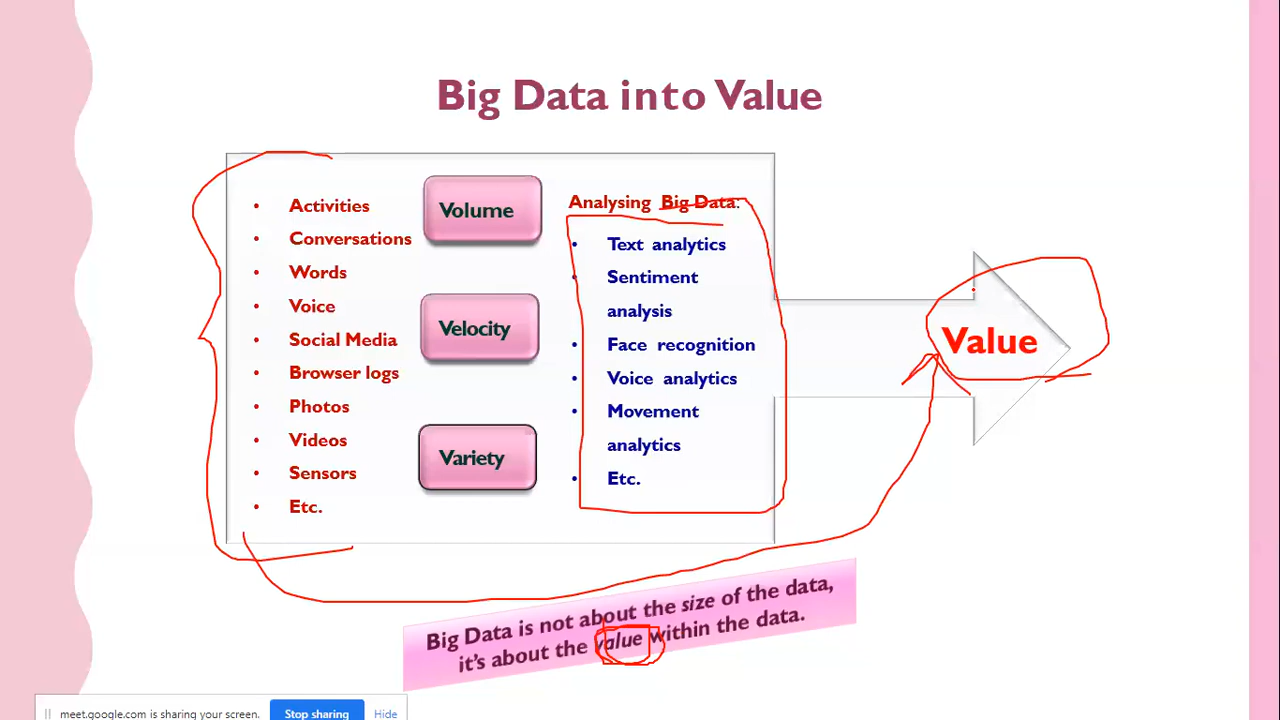 Big Data into Value
• Activities
• Conversations
• Words
• Voice
• Social Media
• Browser logs
• Photos
• Videos
• Sensors
• Etc.
Volume
Velocity
Variety
Analysing Big Data:
• Text analytics
• Sentiment
analysis
• Face recognition
• Voice analytics
• Movement
analytics
• Etc.
Value
Big Data is not about the size of the data,
it's about the value within the data.
meet.google.com is sharing your screen. Stop sharing Hide